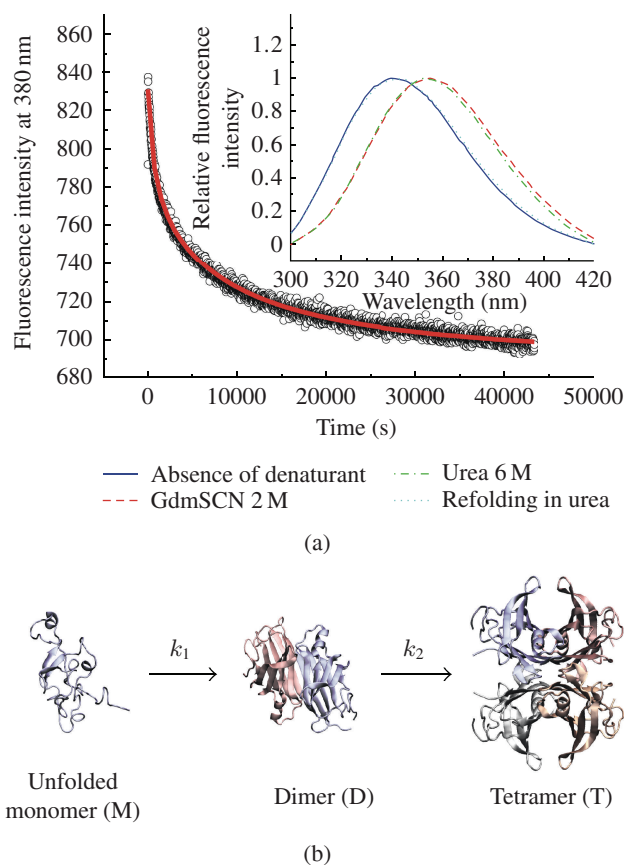 860
840
820
800
780
760
740
720
700
680
Fluorescence intensity at 380 nm
0
10000
20000
30000
40000
50000
Time (s)
1.2
1
0.8
0.6
0.4
0.2
0
Relative fluorescence
intensity
300
320
340
360
380
400
420
Wavelength (nm)
Absence of denaturant
GdmSCN 2 M
Urea 6 M
Refolding in urea
(a)
k1
k2
Unfolded
monomer (M)
Dimer (D)
Tetramer (T)
(b)